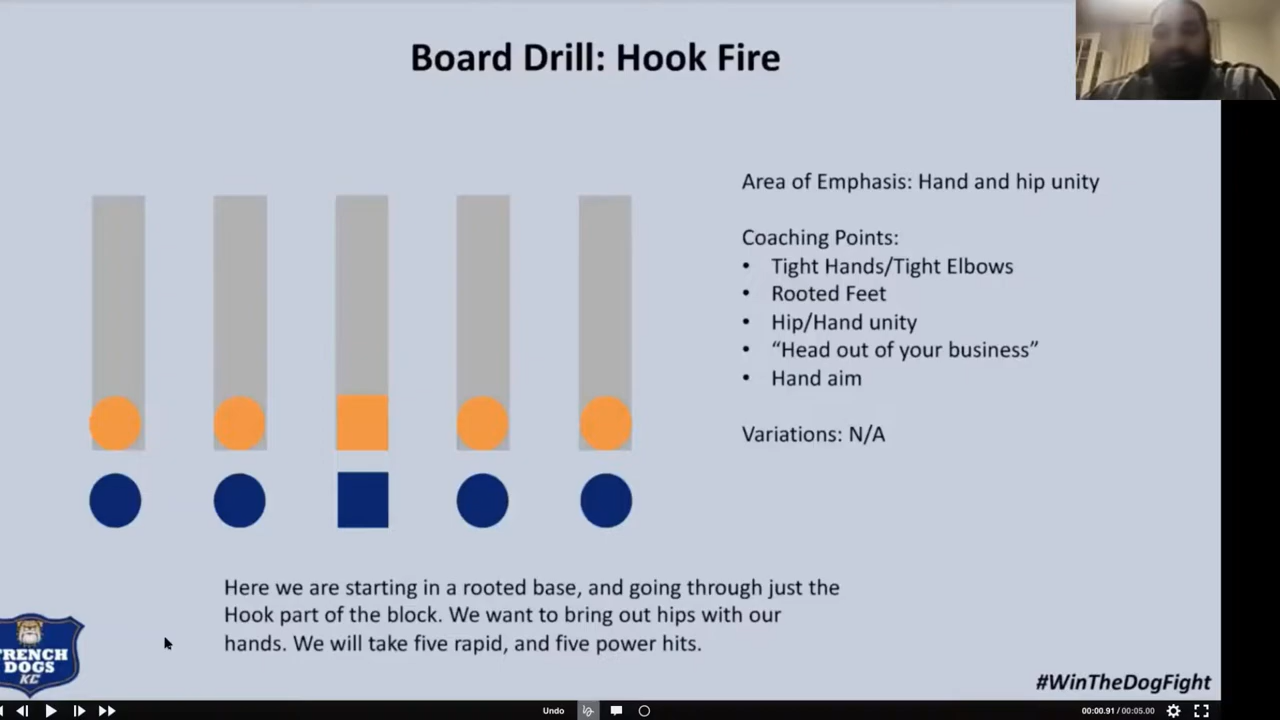 Board Drill: Hook Fire
Area of Emphasis: Hand and hip unity
Coaching Points:
• Tight Hands/Tight Elbows
• Rooted Feet
• Hip/Hand unity
• “Head out of your business”
• Hand aim
Variations: N/A
Here we are starting in a rooted base, and going through just the
Hook part of the block. We want to bring out hips with our
hands. We will take five rapid, and five power hits.
TRENCH
DOGS
KC
#WinTheDogFight
Undo
00:00.91 / 00:05.00